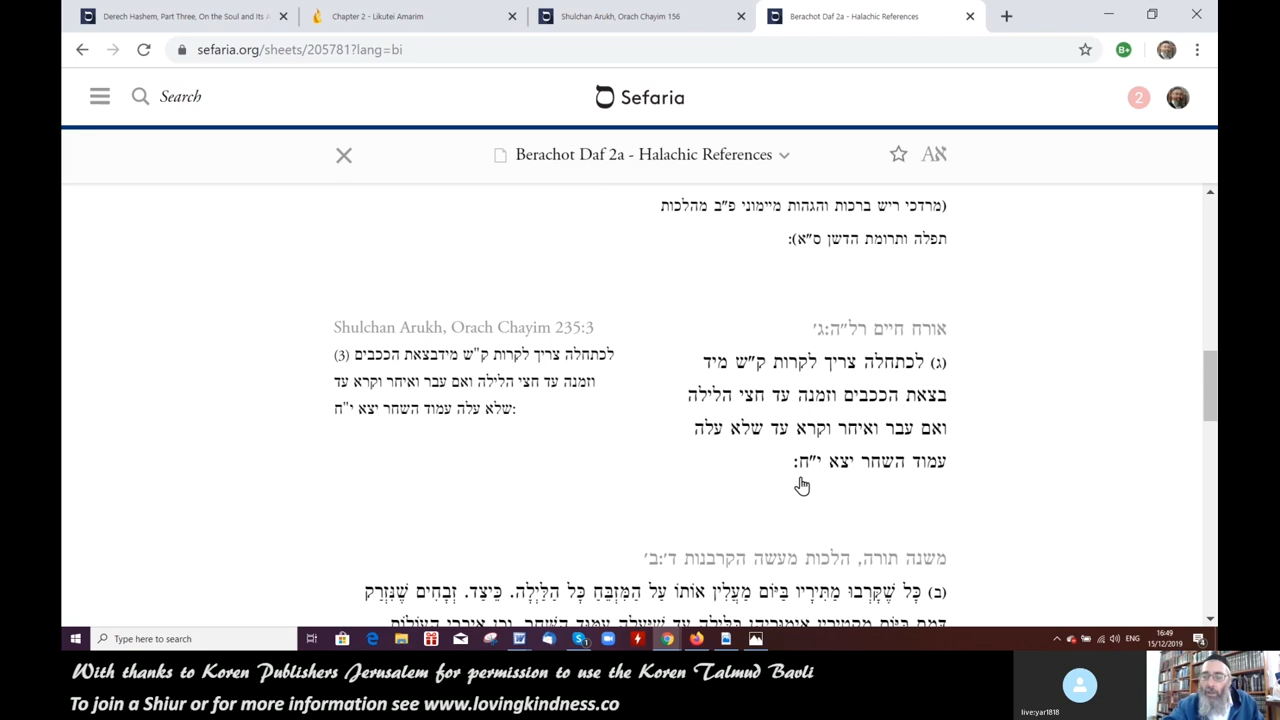 Derech Hashem, Part Three, On the Soul and Its A
Chapter 2 - Likutei Amarim
Shulchan Arukh, Orach Chayim 156
Berachot Daf 2a - Halachic References
sefaria.org/sheets/205781?lang=bi
B+
Search
Sefaria
2
Berachot Daf 2a - Halachic References
Aא
(מרדכי ריש ברכות והגהות מיימוני פ"ב מהלכות
תפלה ותרומת הדשן ס"א):
אורח חיים רל״ה:ג׳
(ג) לכתחלה צריך לקרות ק"ש מיד
בצאת הככבים וזמנה עד חצי הלילה
ואם עבר ואיחר וקרא עד שלא עלה
עמוד השחר יצא י"ח:
Shulchan Arukh, Orach Chayim 235:3
(3) לכתחלה צריך לקרות ק"ש מידבצאת הככבים
וזמנה עד חצי הלילה ואם עבר ואיחר וקרא עד
שלא עלה עמוד השחר יצא י"ח:
משנה תורה, הלכות מעשה הקרבנות ד׳:ב׳
(ב) כָּל שֶׁקָּרְבוּ מַתִּירָיו בַּיּוֹם מַעֲלִין אוֹתוֹ עַל הַמִּזְבֵּחַ כָּל הַלַּיְלָה. כֵּיצַד. זְבָחִים שֶׁנִּזְרַק
Type here to search
ENG
16:49
15/12/2019
With thanks to Koren Publishers Jerusalem for permission to use the Koren Talmud Bavli
To join a Shiur or for more information see www.lovingkindness.co
live:yar1818